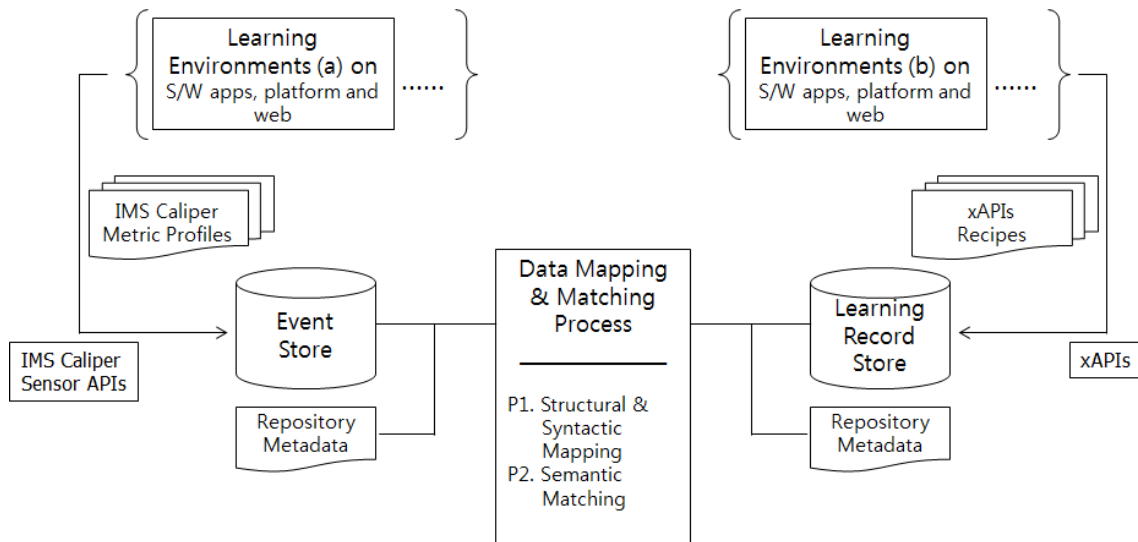 Learning
Environments (a) on
S/W apps, platform and
web
......
Learning
Environments (b) on
S/W apps, platform and
web
......
IMS Caliper
Metric Profiles
xAPIs
Recipes
Event
Store
Data Mapping
& Matching
Process
Learning
Record
Store
IMS Caliper
Sensor APIs
xAPIs
Repository
Metadata
P1. Structural &
Syntactic
Mapping
P2. Semantic
Matching
Repository
Metadata